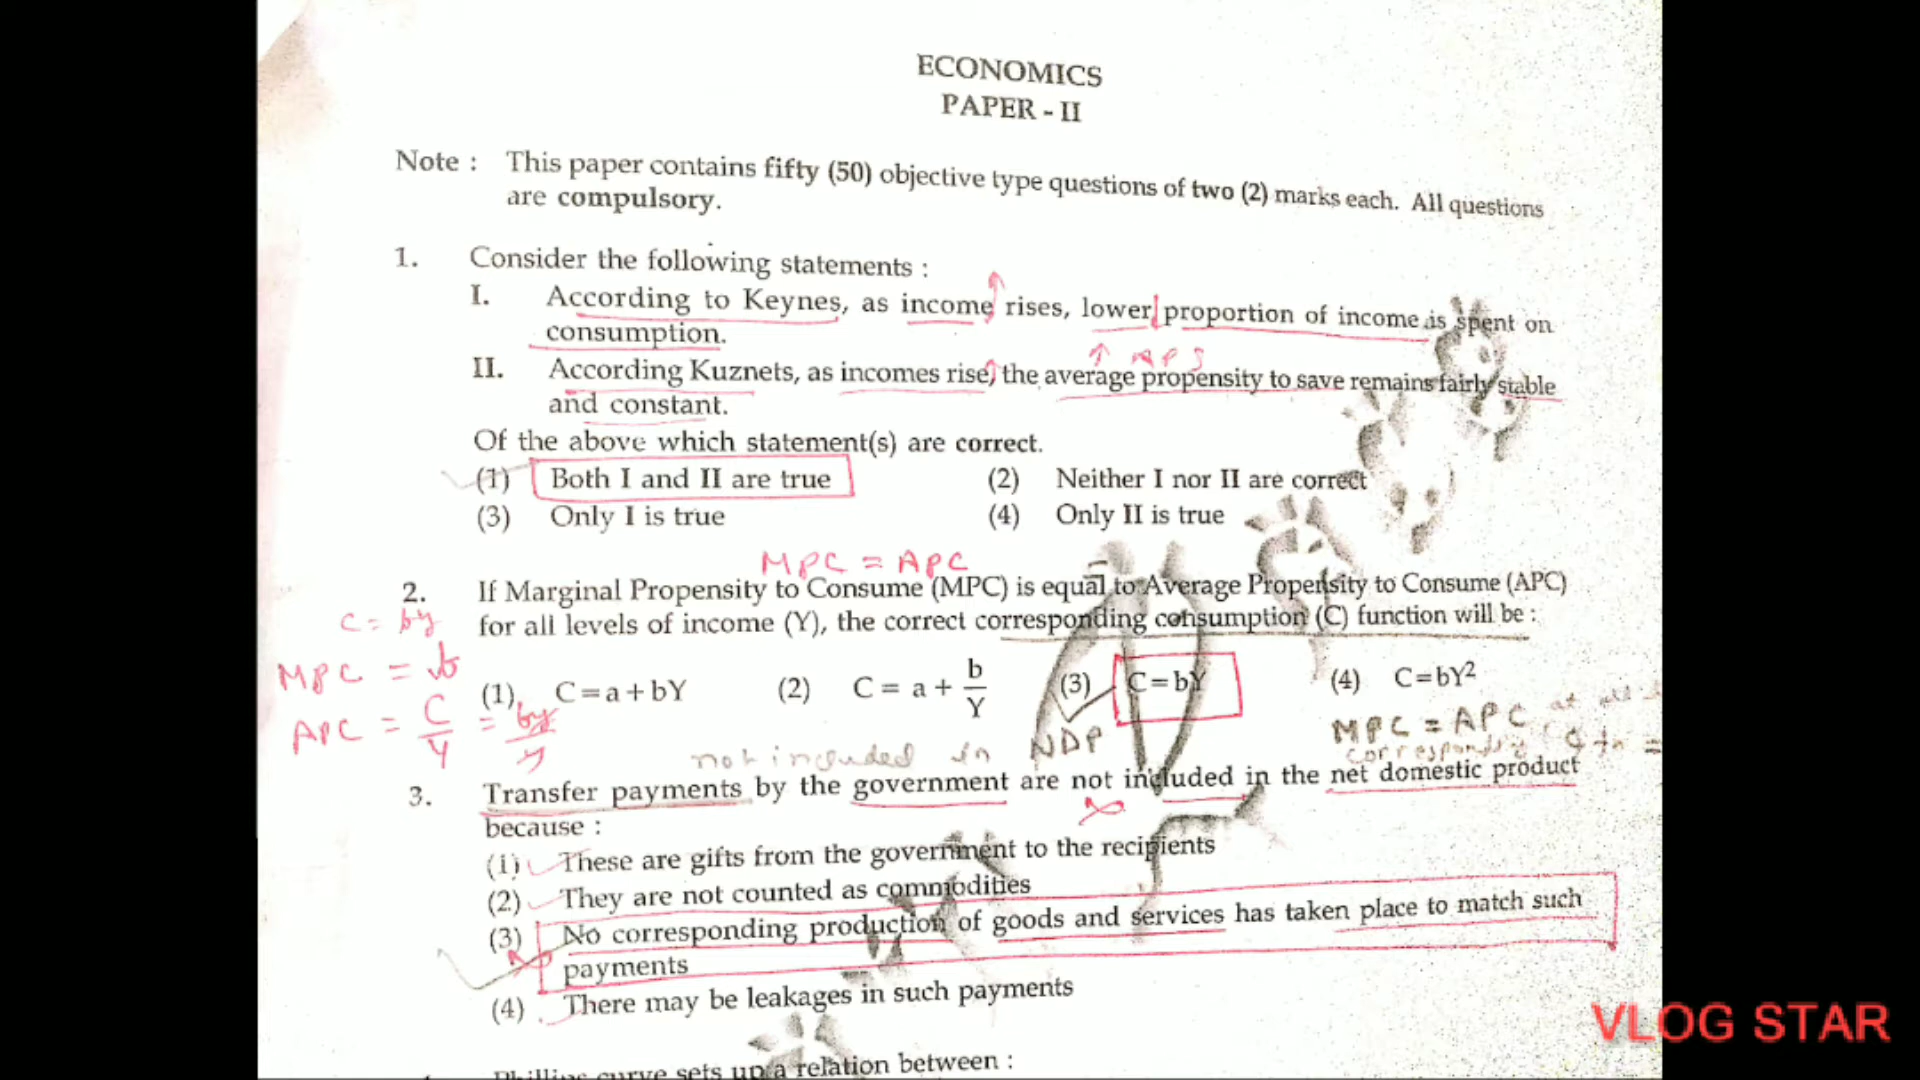 ECONOMICS
PAPER - II
Note : This paper contains fifty (50) objective type questions of two (2) marks each. All questions
are compulsory.
1. Consider the following statements :
I. According to Keynes, as income rises, lower proportion of income is spent on
consumption.
↑ APS
II. According Kuznets, as incomes rise, the average propensity to save remains fairly stable
and constant.
Of the above which statement(s) are correct.
(1) Both I and II are true (2) Neither I nor II are correct
(3) Only I is true (4) Only II is true
MPC = APC
2. If Marginal Propensity to Consume (MPC) is equal to Average Propensity to Consume (APC)
C = by
for all levels of income (Y), the correct corresponding consumption (C) function will be :
MPC = b
(1) C=a+bY (2) C = a + b/Y (3) C=bY (4) C=bY²
APC = C/Y = by/y
MPC = APC at all
not included in NDP
3. Transfer payments by the government are not included in the net domestic product
because :
(1) These are gifts from the government to the recipients
(2) They are not counted as commodities
(3) No corresponding production of goods and services has taken place to match such
payments
(4) There may be leakages in such payments
curve sets up a relation between :
VLOG STAR